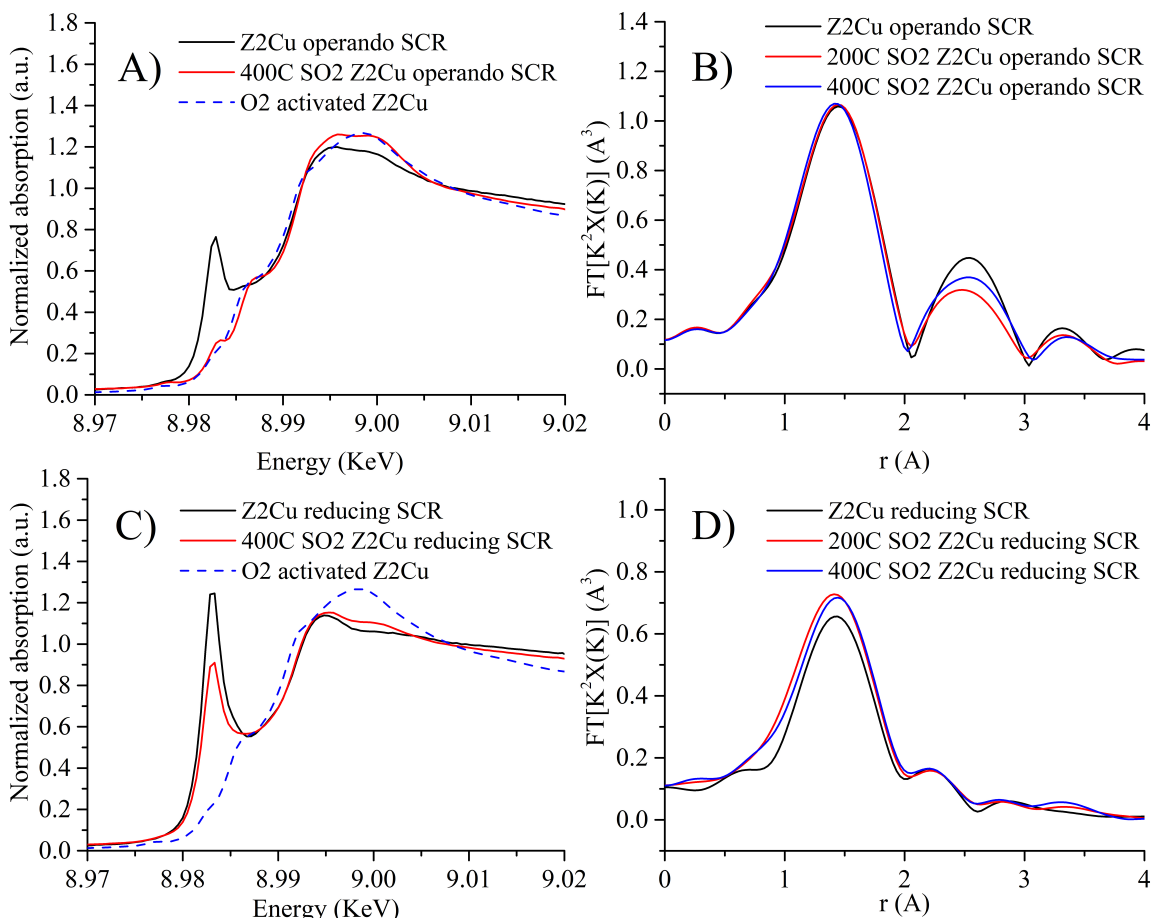 A)
Z2Cu operando SCR
400C SO2 Z2Cu operando SCR
O2 activated Z2Cu
Normalized absorption (a.u.)
1.8
1.6
1.4
1.2
1.0
0.8
0.6
0.4
0.2
0.0
8.97 8.98 8.99 9.00 9.01 9.02
Energy (KeV)
B)
Z2Cu operando SCR
200C SO2 Z2Cu operando SCR
400C SO2 Z2Cu operando SCR
FT[K²X(K)] (A³)
1.4
1.2
1.0
0.8
0.6
0.4
0.2
0.0
0 1 2 3 4
r (A)
C)
Z2Cu reducing SCR
400C SO2 Z2Cu reducing SCR
O2 activated Z2Cu
Normalized absorption (a.u.)
1.8
1.6
1.4
1.2
1.0
0.8
0.6
0.4
0.2
0.0
8.97 8.98 8.99 9.00 9.01 9.02
Energy (KeV)
D)
Z2Cu reducing SCR
200C SO2 Z2Cu reducing SCR
400C SO2 Z2Cu reducing SCR
FT[K²X(K)] (A³)
1.0
0.8
0.6
0.4
0.2
0.0
0 1 2 3 4
r (A)